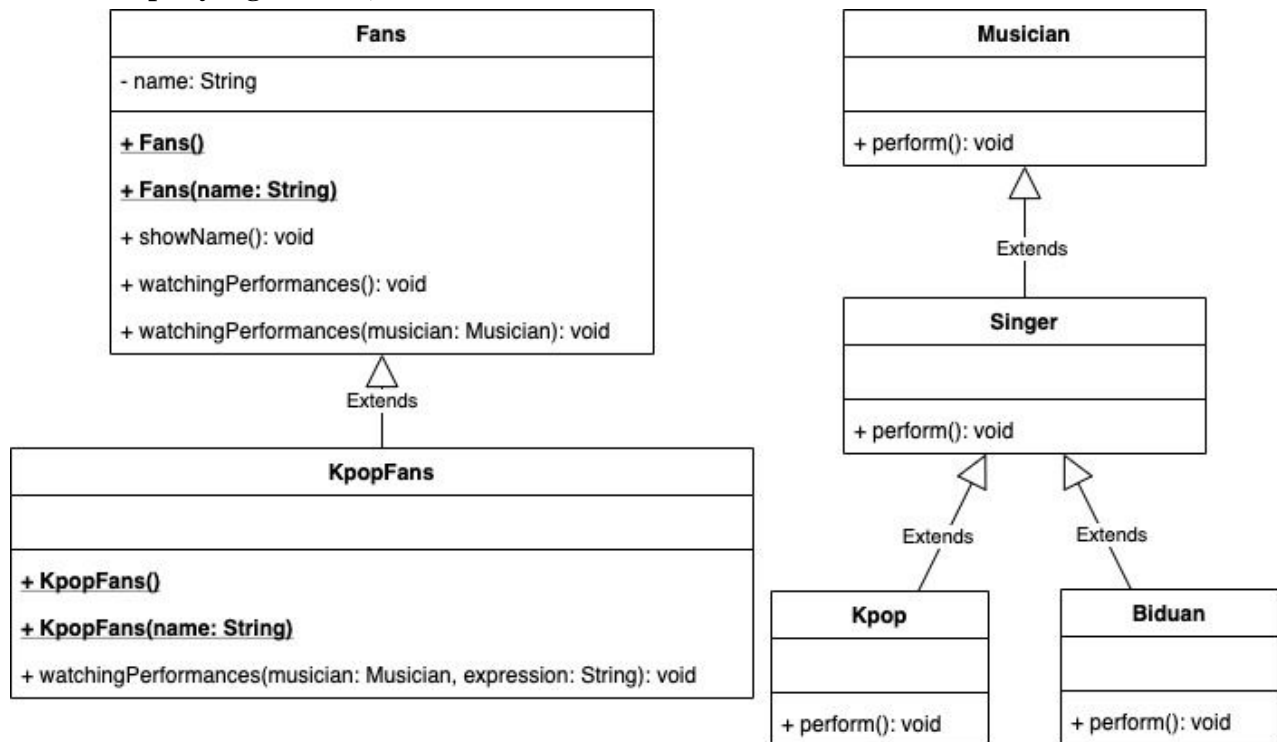 Fans
- name: String
+ Fans()
+ Fans(name: String)
+ showName(): void
+ watchingPerformances(): void
+ watchingPerformances(musician: Musician): void
Extends
KpopFans
+ KpopFans()
+ KpopFans(name: String)
+ watchingPerformances(musician: Musician, expression: String): void
Musician
+ perform(): void
Extends
Singer
+ perform(): void
Extends
Extends
Kpop
+ perform(): void
Biduan
+ perform(): void